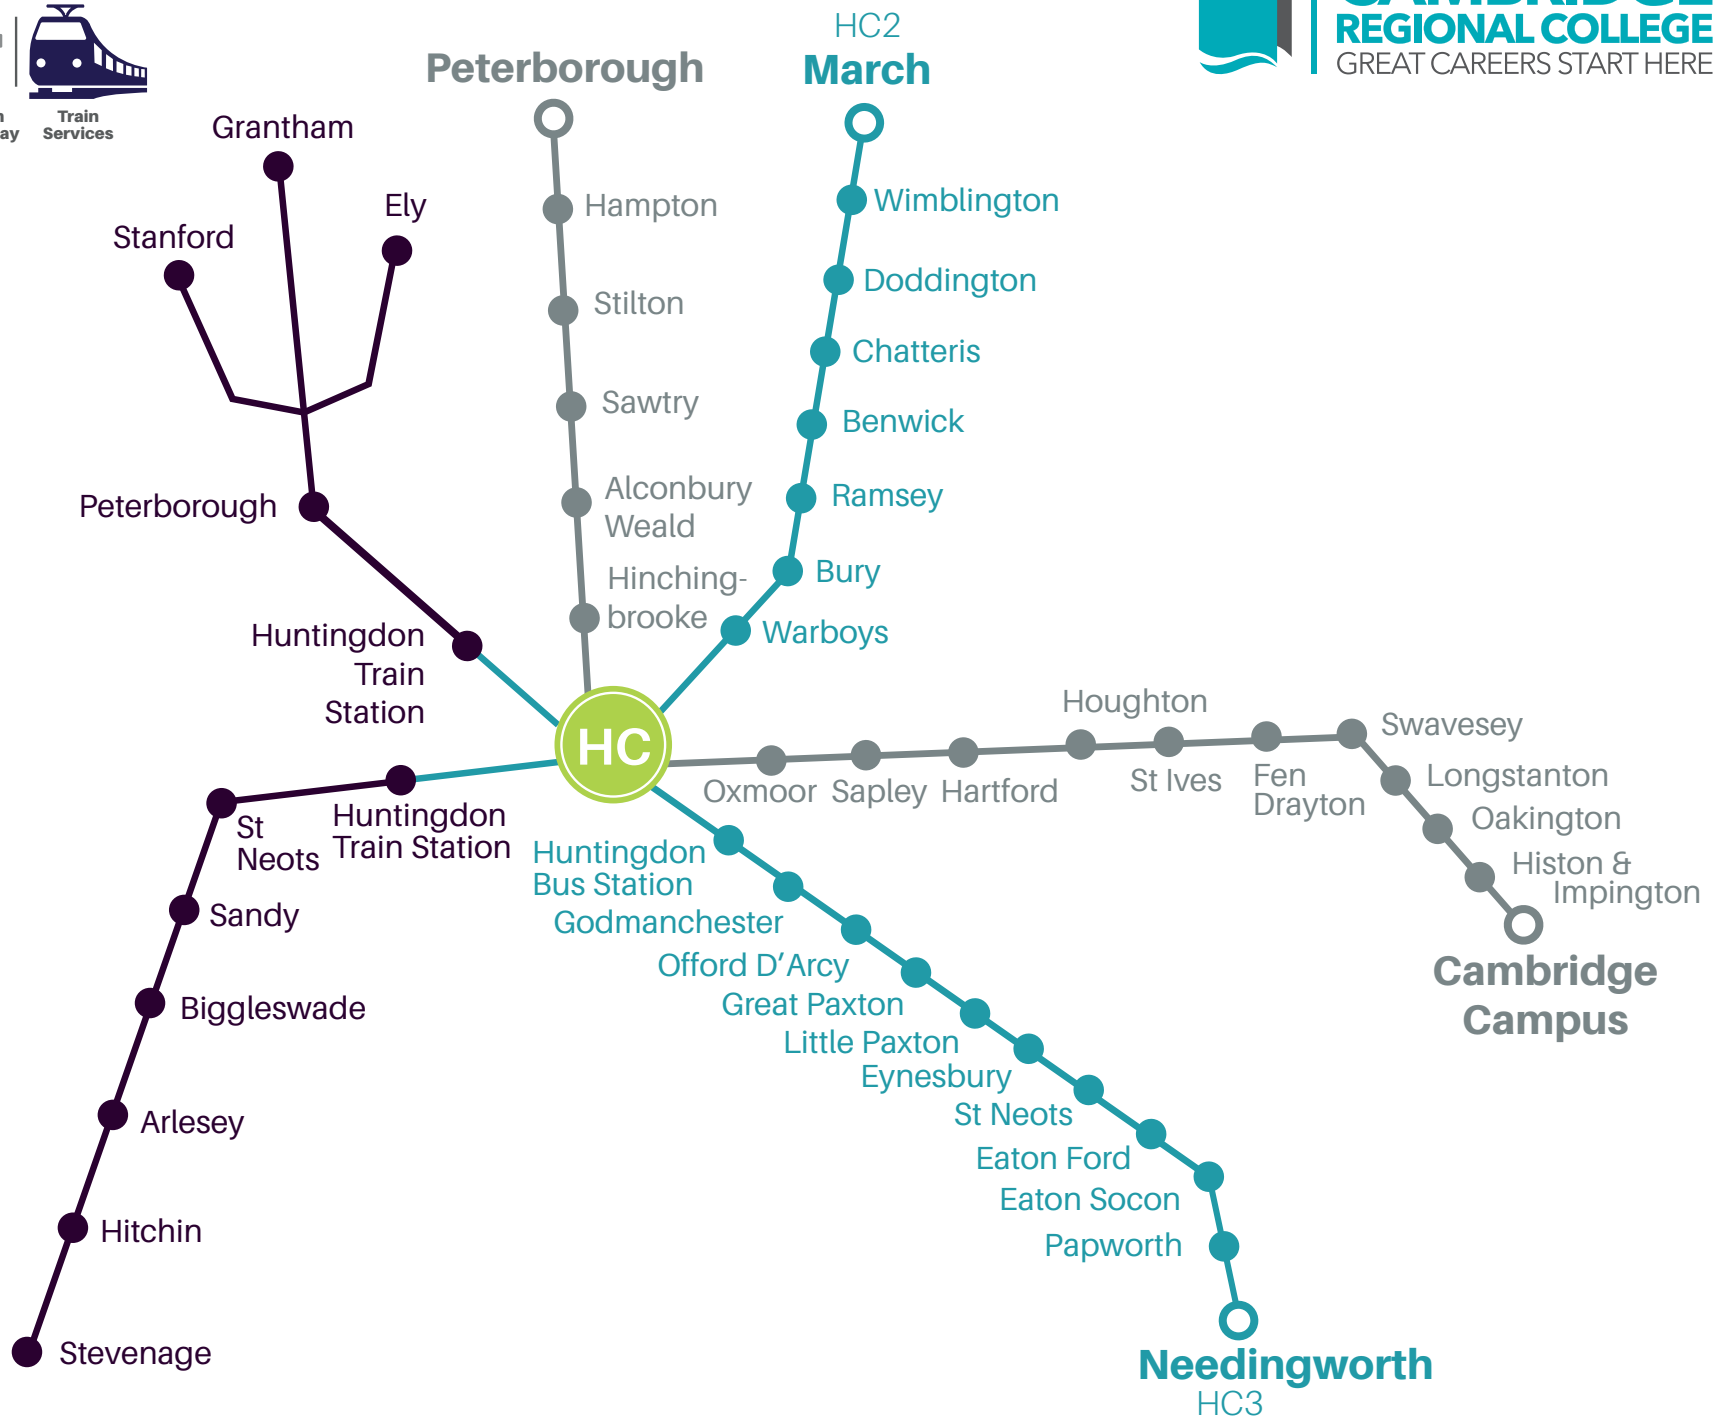 Train
Services
HC2
March
Peterborough
REGIONAL COLLEGE
GREAT CAREERS START HERE
Grantham
Ely
Stanford
Hampton
Wimblington
Doddington
Stilton
Chatteris
Sawtry
Benwick
Alconbury
Weald
Ramsey
Peterborough
Hinching-
brooke
Bury
Warboys
Huntingdon
Train
Station
HC
Houghton
Swavesey
Oxmoor
Sapley
Hartford
St Ives
Fen
Drayton
Longstanton
Oakington
Histon &
Impington
Cambridge
Campus
Huntingdon
Train Station
St
Neots
Sandy
Biggleswade
Arlesey
Hitchin
Stevenage
Huntingdon
Bus Station
Godmanchester
Offord D’Arcy
Great Paxton
Little Paxton
Eynesbury
St Neots
Eaton Ford
Eaton Socon
Papworth
Needingworth
HC3